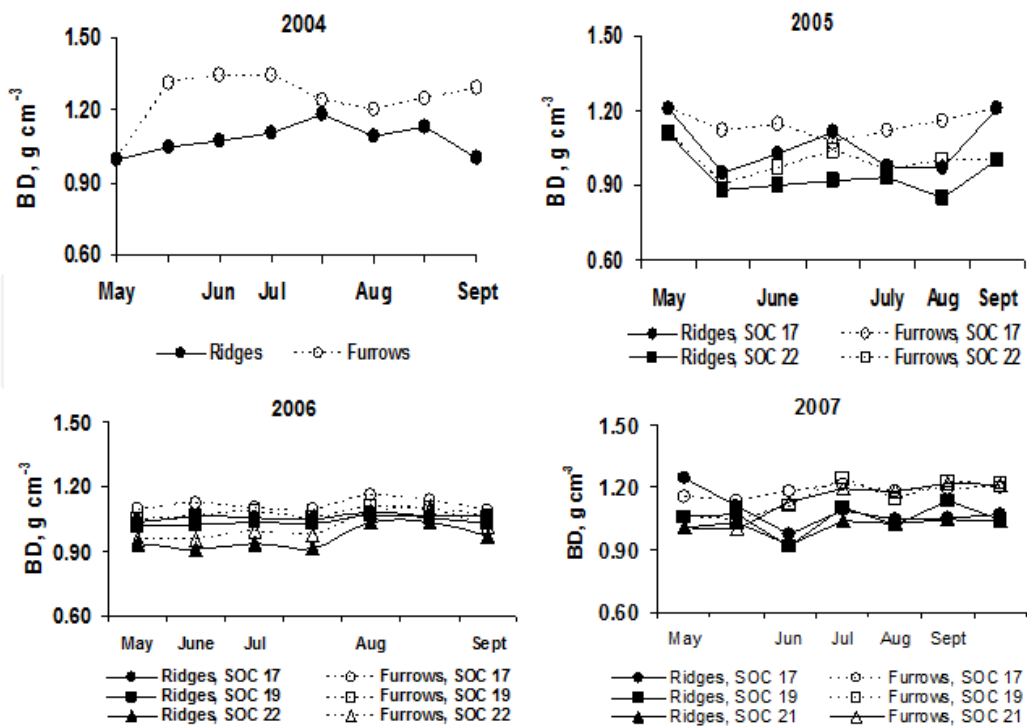 2004
1.50
1.20
0.90
0.60
BD, g cm⁻³
May Jun Jul Aug Sept
Ridges Furrows
2005
1.50
1.20
0.90
0.60
BD, g cm⁻³
May June July Aug Sept
Ridges, SOC 17 Furrows, SOC 17
Ridges, SOC 22 Furrows, SOC 22
2006
1.50
1.20
0.90
0.60
BD, g cm⁻³
May June Jul Aug Sept
Ridges, SOC 17 Furrows, SOC 17
Ridges, SOC 19 Furrows, SOC 19
Ridges, SOC 22 Furrows, SOC 22
2007
1.50
1.20
0.90
0.60
BD, g cm⁻³
May Jun Jul Aug Sept
Ridges, SOC 17 Furrows, SOC 17
Ridges, SOC 19 Furrows, SOC 19
Ridges, SOC 21 Furrows, SOC 21